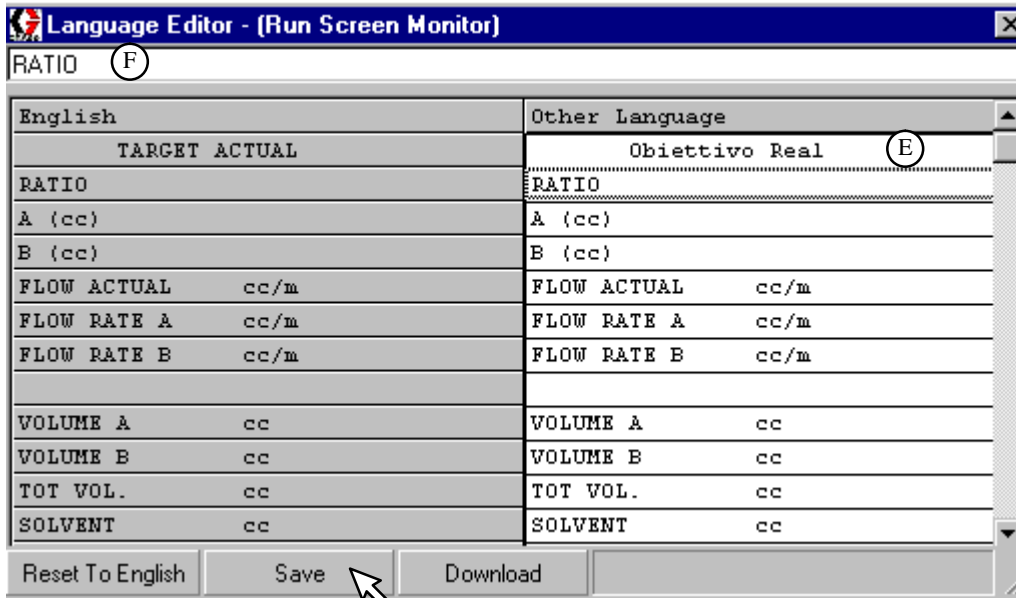 Language Editor - (Run Screen Monitor)
RATIO F
English Other Language
TARGET ACTUAL Obiettivo Real E
RATIO RATIO
A (cc) A (cc)
B (cc) B (cc)
FLOW ACTUAL cc/m FLOW ACTUAL cc/m
FLOW RATE A cc/m FLOW RATE A cc/m
FLOW RATE B cc/m FLOW RATE B cc/m
VOLUME A cc VOLUME A cc
VOLUME B cc VOLUME B cc
TOT VOL. cc TOT VOL. cc
SOLVENT cc SOLVENT cc
Reset To English Save Download